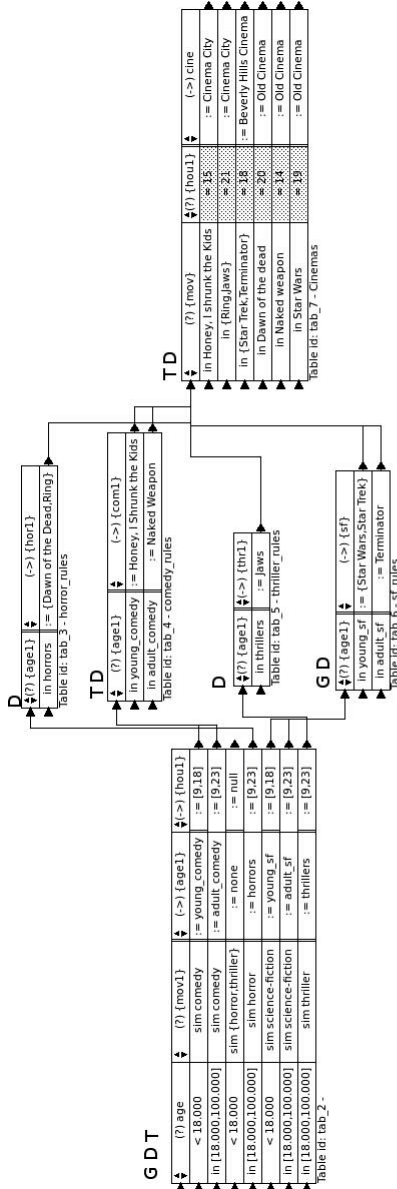 GDT
(?) age (?) {mov1} (->) {age1} (->) {hou1}
< 18.000 sim comedy := young_comedy := [9,18]
in [18.000,100.000] sim comedy := adult_comedy := [9,23]
< 18.000 sim {horror,thriller} := none := null
in [18.000,100.000] sim horror := horrors := [9,23]
< 18.000 sim science-fiction := young_sf := [9,18]
in [18.000,100.000] sim science-fiction := adult_sf := [9,23]
in [18.000,100.000] sim thriller := thrillers := [9,23]
Table id: tab_2 -
D
(?) {age1} (->) {hor1}
in horrors := {Dawn of the Dead,Ring}
Table id: tab_3 - horror_rules
TD
(?) {age1} (->) {com1}
in young_comedy := Honey, I Shrunk the Kids
in adult_comedy := Naked Weapon
Table id: tab_4 - comedy_rules
D
(?) {age1} (->) {thr1}
in thrillers := Jaws
Table id: tab_5 - thriller_rules
GD
(?) {age1} (->) {sf}
in young_sf := {Star Wars,Star Trek}
in adult_sf := Terminator
Table id: tab_6 - sf_rules
TD
(?) {mov} (?) {hou1} (->) cine
in Honey, I shrunk the Kids = 15 := Cinema City
in {Ring,Jaws} = 21 := Cinema City
in {Star Trek,Terminator} = 18 := Beverly Hills Cinema
in Dawn of the dead = 20 := Old Cinema
in Naked weapon = 14 := Old Cinema
in Star Wars = 19 := Old Cinema
Table id: tab_7 - Cinemas